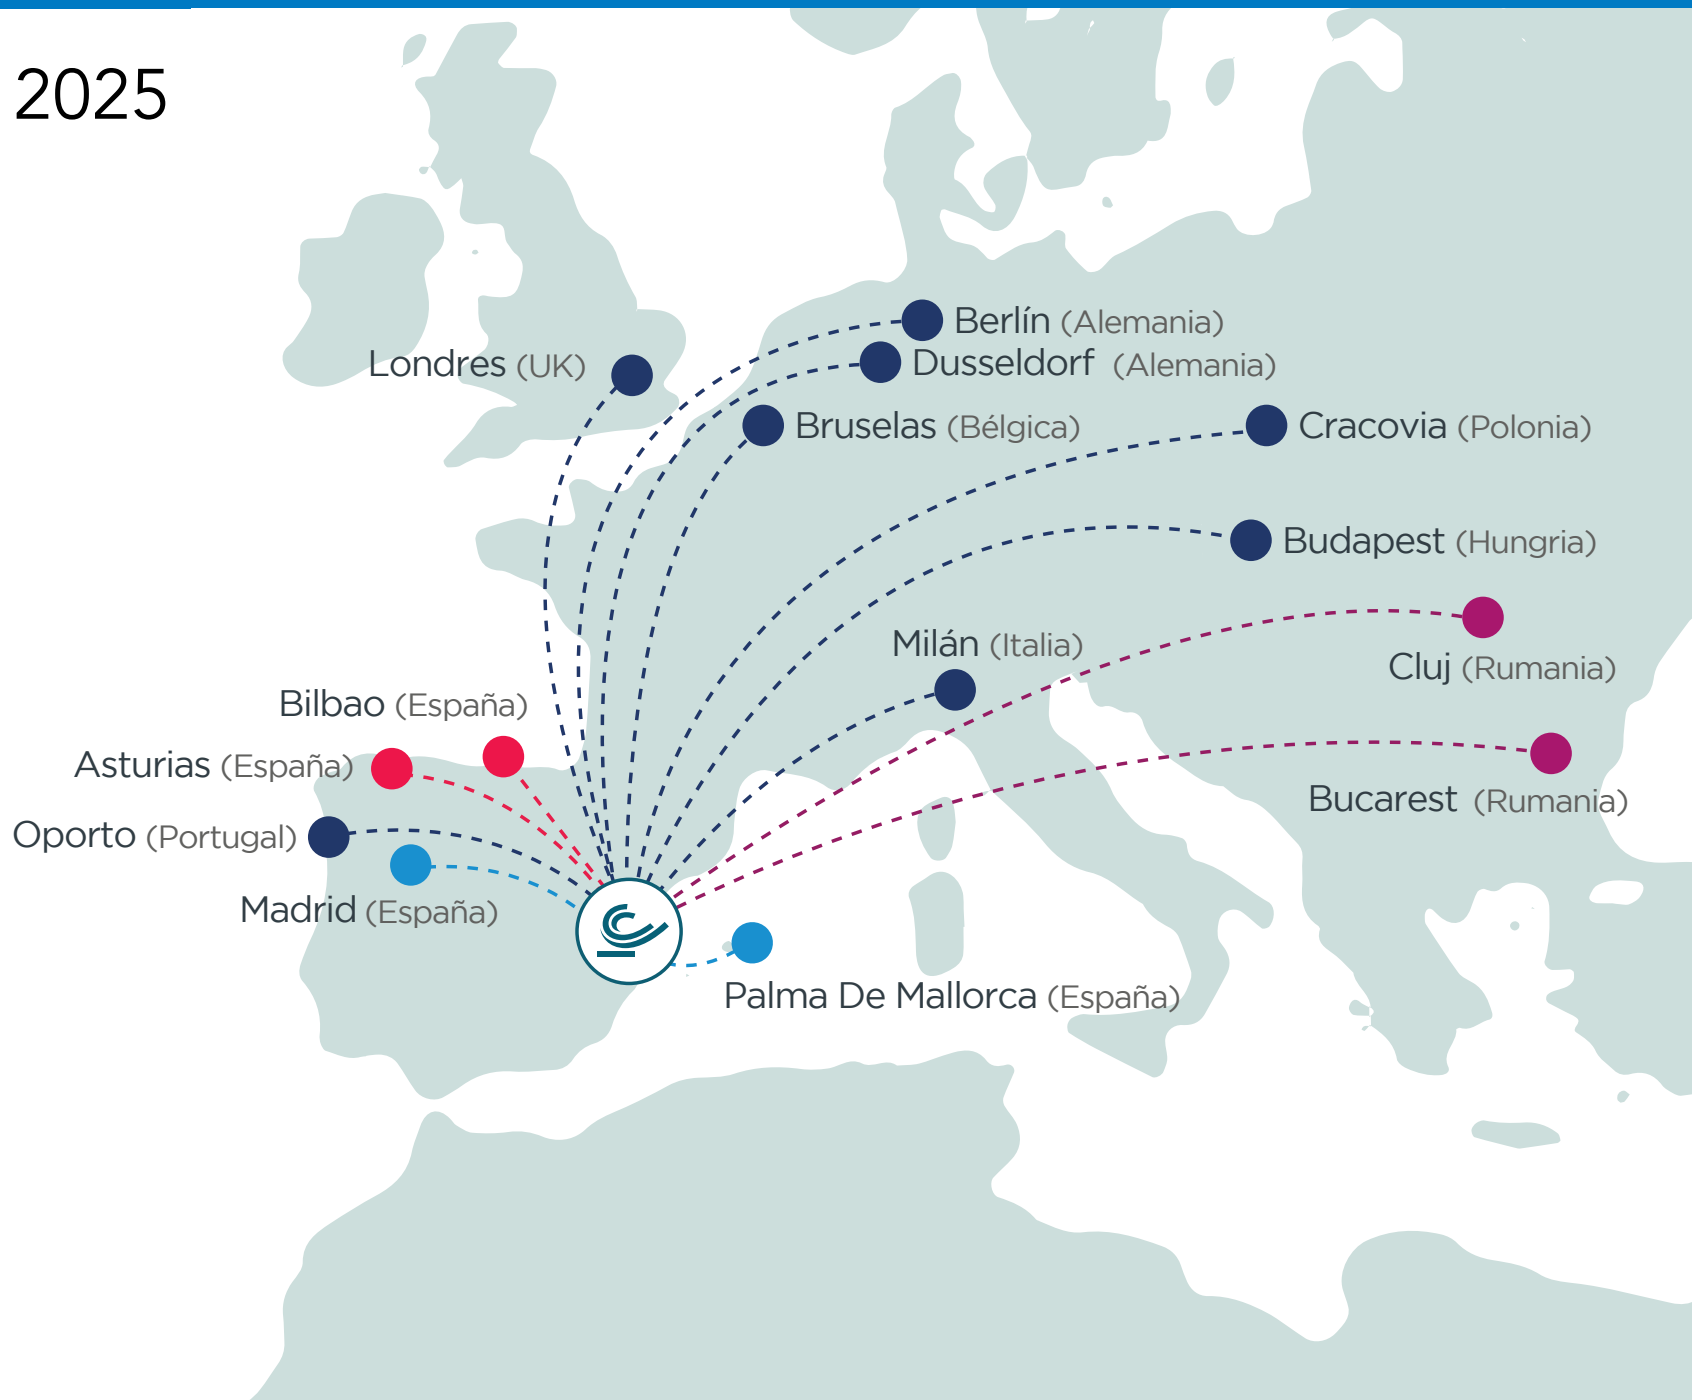 2025
Berlín (Alemania)
Londres (UK)
Dusseldorf (Alemania)
Bruselas (Bélgica)
Cracovia (Polonia)
Budapest (Hungria)
Milán (Italia)
Cluj (Rumania)
Bilbao (España)
Asturias (España)
Bucarest (Rumania)
Oporto (Portugal)
Madrid (España)
Palma De Mallorca (España)